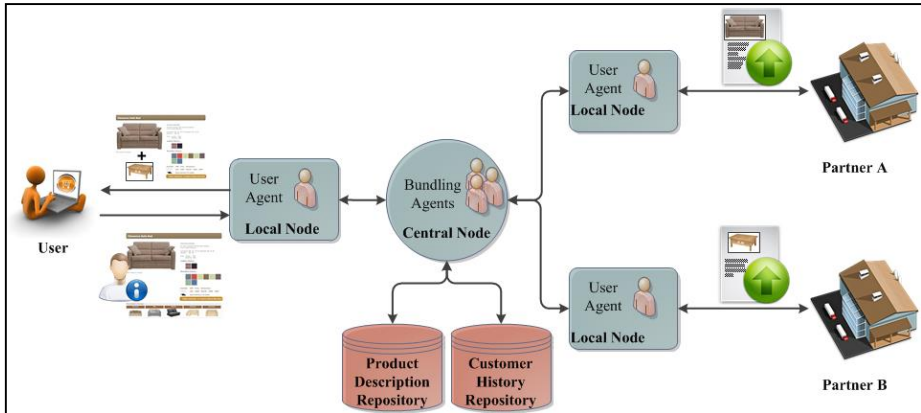 User
Agent
Local Node
Partner A
+
User
Agent
Local Node
Bundling
Agents
Central Node
User
User
Agent
Local Node
Partner B
Product
Description
Repository
Customer
History
Repository